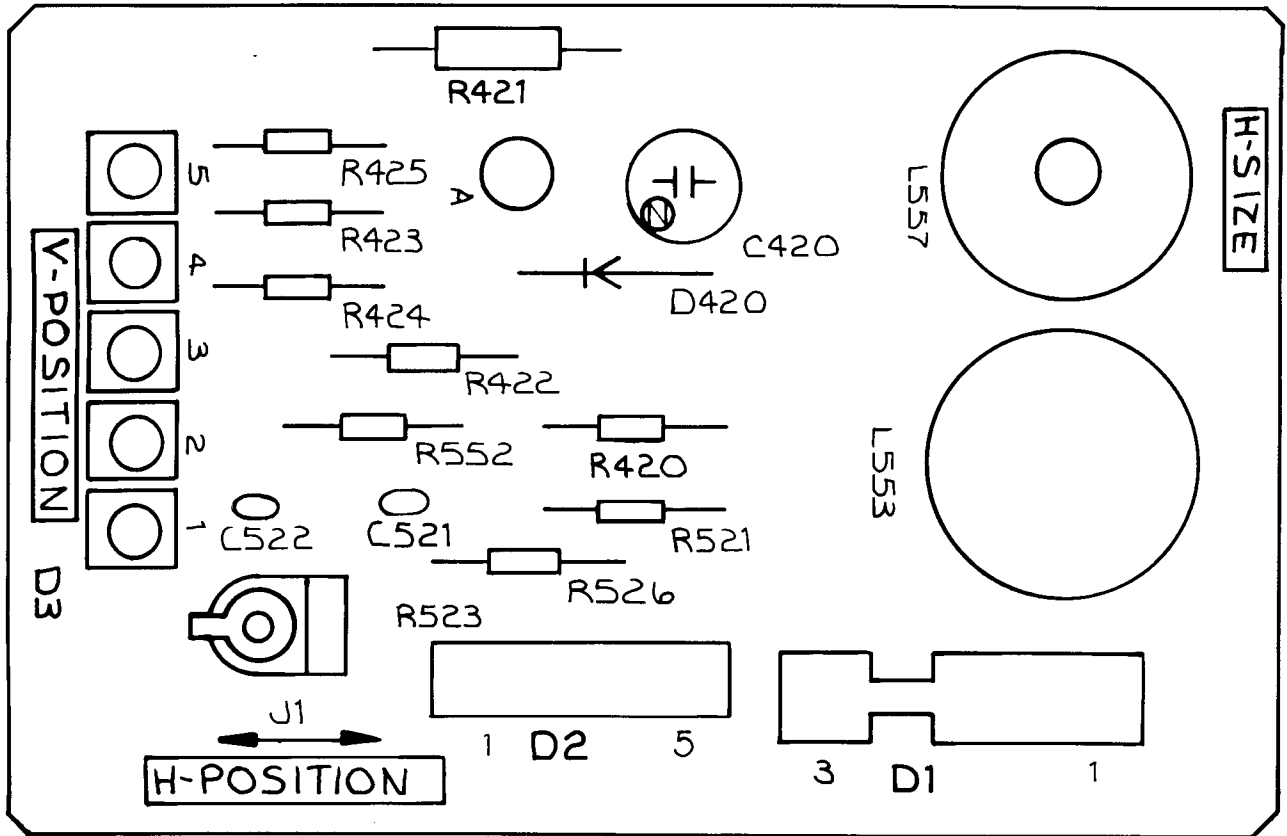 R421
R425
A
R423
C420
R424
D420
R422
R552
R420
C522
C521
R521
R526
R523
5
4
3
2
1
V-POSITION
D3
L557
H-SIZE
L553
J1
H-POSITION
1 D2 5
3 D1 1
N